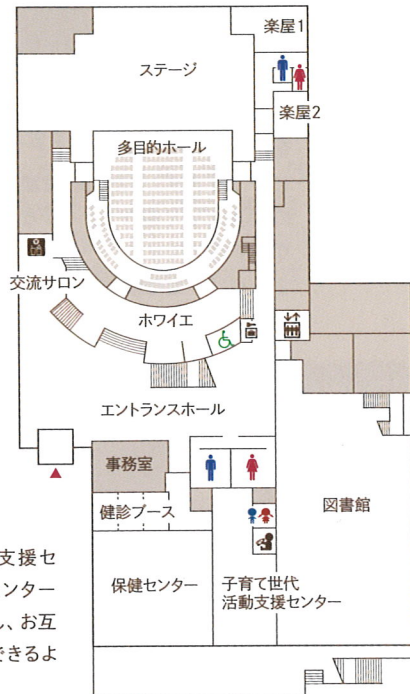 楽屋1
ステージ
楽屋2
多目的ホール
交流サロン
ホワイエ
エントランスホール
事務室
健診ブース
図書館
保健センター
子育て世代
活動支援センター
支援セ
ンター
ノ、お互
できるよ